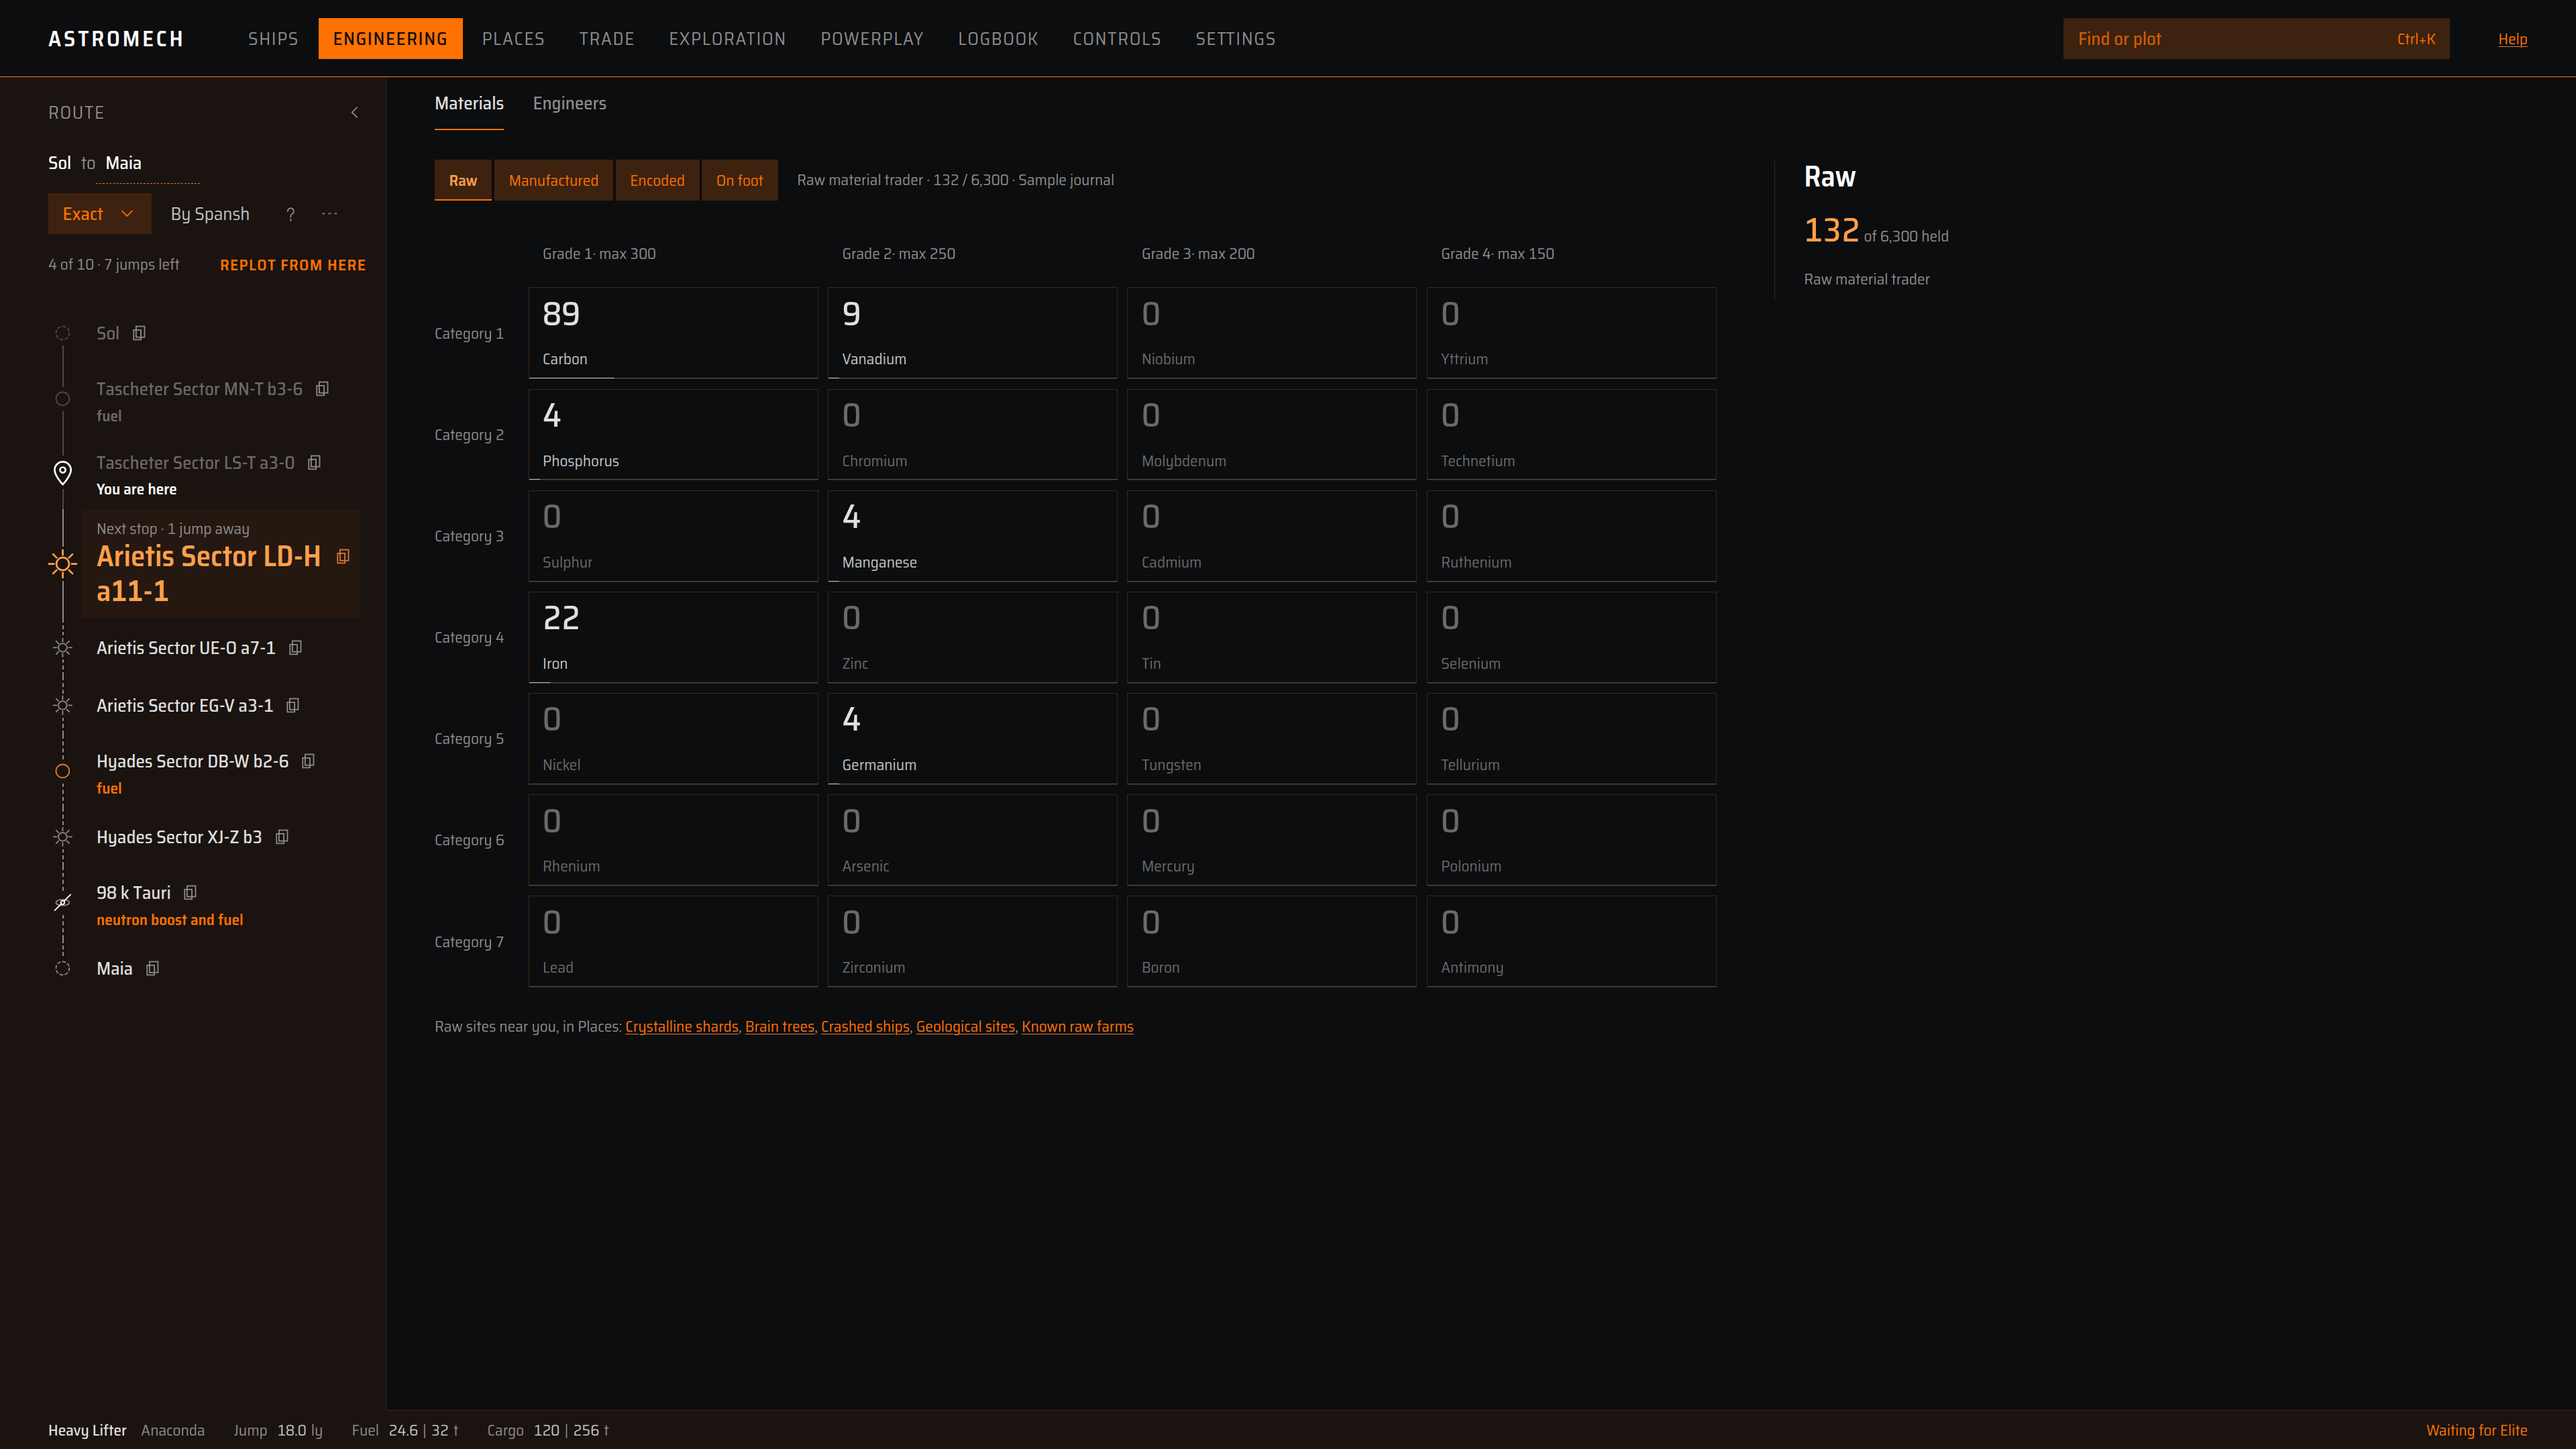 ASTROMECH SHIPS ENGINEERING PLACES TRADE EXPLORATION POWERPLAY LOGBOOK CONTROLS SETTINGS Find or plot Ctrl+K Help
ROUTE
Sol to Maia
Exact By Spansh ? ···
4 of 10 · 7 jumps left REPLOT FROM HERE
Sol
Tascheter Sector MN-T b3-6
fuel
Tascheter Sector LS-T a3-0
You are here
Next stop · 1 jump away
Arietis Sector LD-H
a11-1
Arietis Sector UE-O a7-1
Arietis Sector EG-V a3-1
Hyades Sector DB-W b2-6
fuel
Hyades Sector XJ-Z b3
98 k Tauri
neutron boost and fuel
Maia
Materials Engineers
Raw Manufactured Encoded On foot Raw material trader · 132 / 6,300 · Sample journal
Grade 1· max 300 Grade 2· max 250 Grade 3· max 200 Grade 4· max 150
Category 1
89 9 0 0
Carbon Vanadium Niobium Yttrium
Category 2
4 0 0 0
Phosphorus Chromium Molybdenum Technetium
Category 3
0 4 0 0
Sulphur Manganese Cadmium Ruthenium
Category 4
22 0 0 0
Iron Zinc Tin Selenium
Category 5
0 4 0 0
Nickel Germanium Tungsten Tellurium
Category 6
0 0 0 0
Rhenium Arsenic Mercury Polonium
Category 7
0 0 0 0
Lead Zirconium Boron Antimony
Raw sites near you, in Places: Crystalline shards, Brain trees, Crashed ships, Geological sites, Known raw farms
Raw
132 of 6,300 held
Raw material trader
Heavy Lifter Anaconda Jump 18.0 ly Fuel 24.6 | 32 t Cargo 120 | 256 t Waiting for Elite